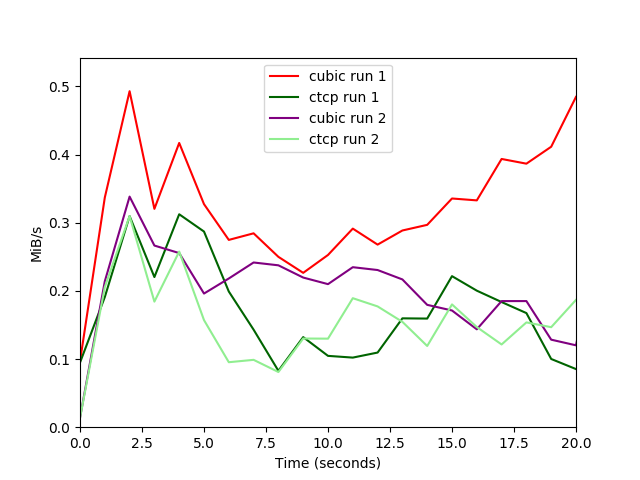 cubic run 1
ctcp run 1
cubic run 2
ctcp run 2
MiB/s
0.5
0.4
0.3
0.2
0.1
0.0
0.0 2.5 5.0 7.5 10.0 12.5 15.0 17.5 20.0
Time (seconds)